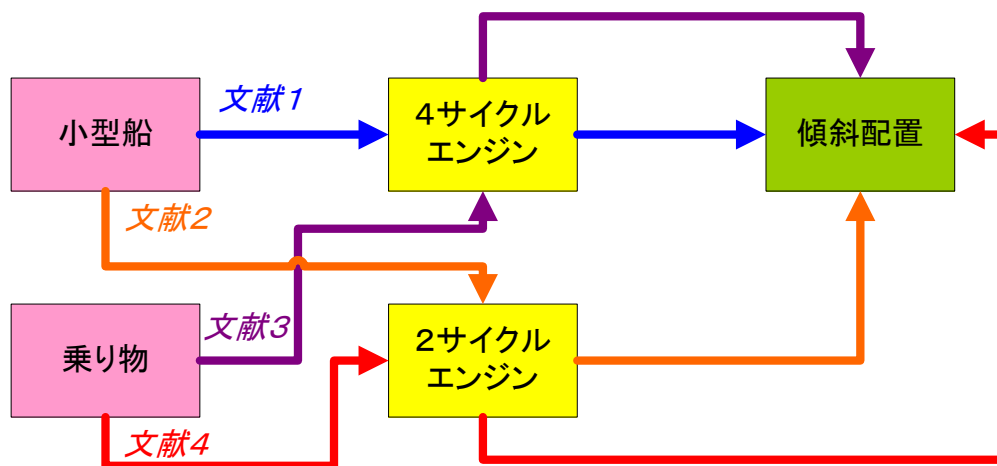 文献１
小型船
４サイクル
エンジン
傾斜配置
文献２
文献３
乗り物
２サイクル
エンジン
文献４